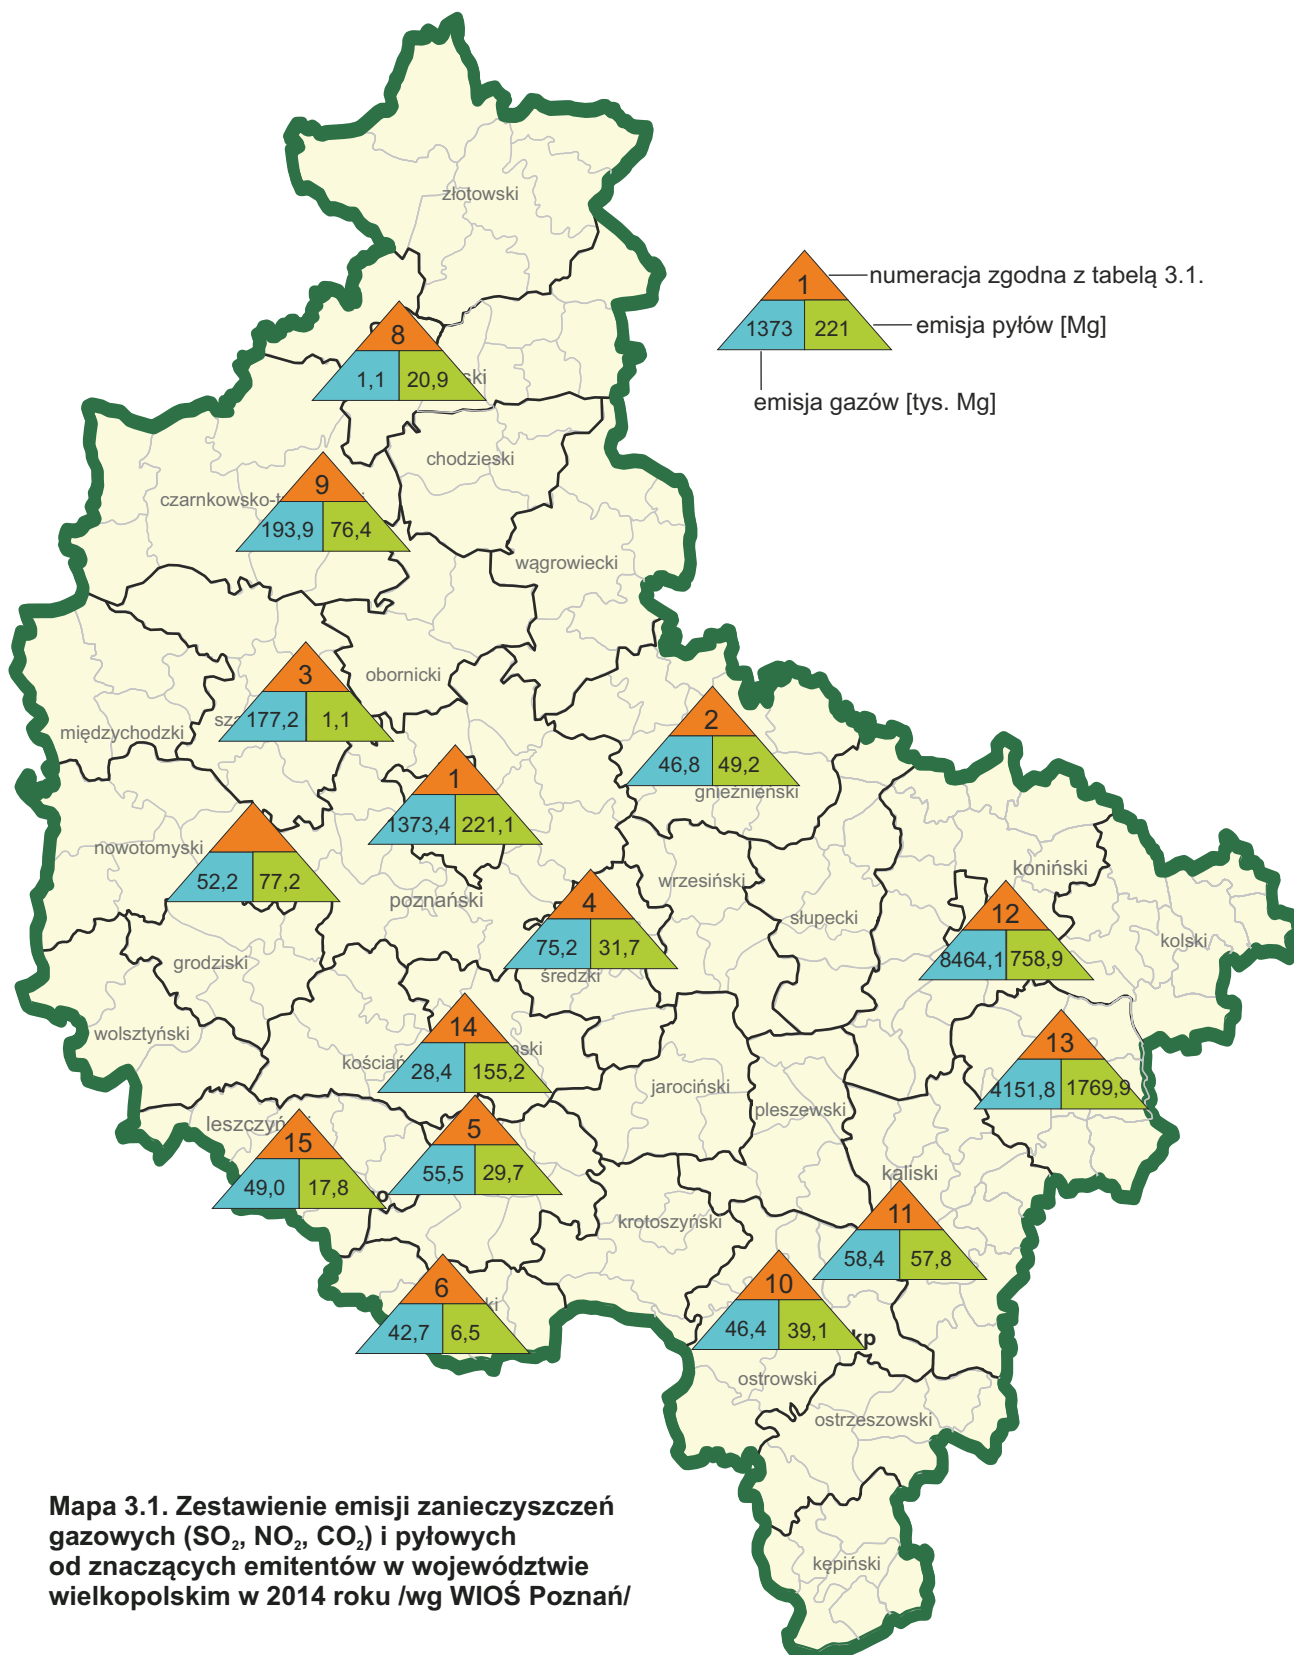 złotowski
1
numeracja zgodna z tabelą 3.1.
1373
221
emisja pyłów [Mg]
emisja gazów [tys. Mg]
8
1,1
20,9
ski
chodzieski
9
czarnkowsko-t
i
193,9
76,4
wągrowiecki
3
obornicki
177,2
1,1
międzychodzki
2
46,8
49,2
gnieźnieński
1
1373,4
221,1
nowotomyski
52,2
77,2
poznański
wrzesiński
4
75,2
31,7
średzki
słupecki
koniński
12
8464,1
758,9
kolski
grodziski
wolsztyński
14
kościań
ński
28,4
155,2
13
4151,8
1769,9
jarociński
pleszewski
leszczyń
i
15
49,0
17,8
o
5
55,5
29,7
kaliski
11
58,4
57,8
krotoszyński
10
46,4
39,1
kp
6
ki
42,7
6,5
ostrowski
ostrzeszowski
kępiński
Mapa 3.1. Zestawienie emisji zanieczyszczeń
gazowych (SO₂, NO₂, CO₂) i pyłowych
od znaczących emitentów w województwie
wielkopolskim w 2014 roku /wg WIOŚ Poznań/